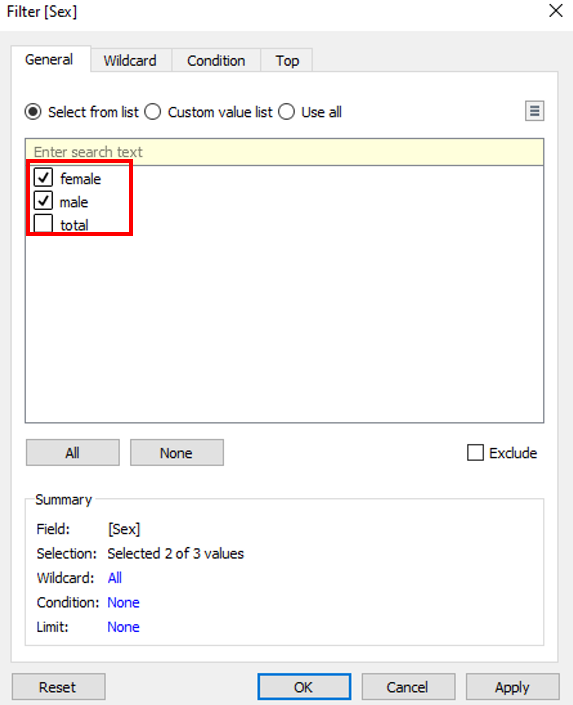 Filter [Sex]
General Wildcard Condition Top
Select from list Custom value list Use all
Enter search text
female
male
total
All None Exclude
Summary
Field: [Sex]
Selection: Selected 2 of 3 values
Wildcard: All
Condition: None
Limit: None
Reset OK Cancel Apply